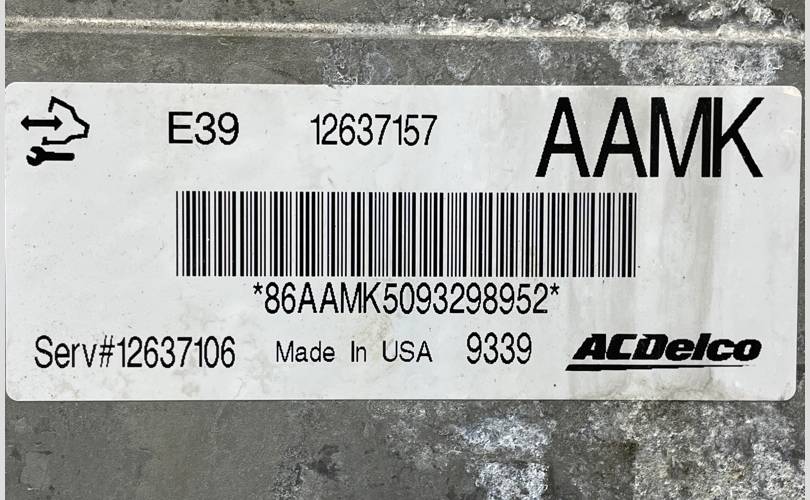 E39 12637157 AAMK
*86AAMK5093298952*
Serv#12637106 Made In USA 9339 ACDelco